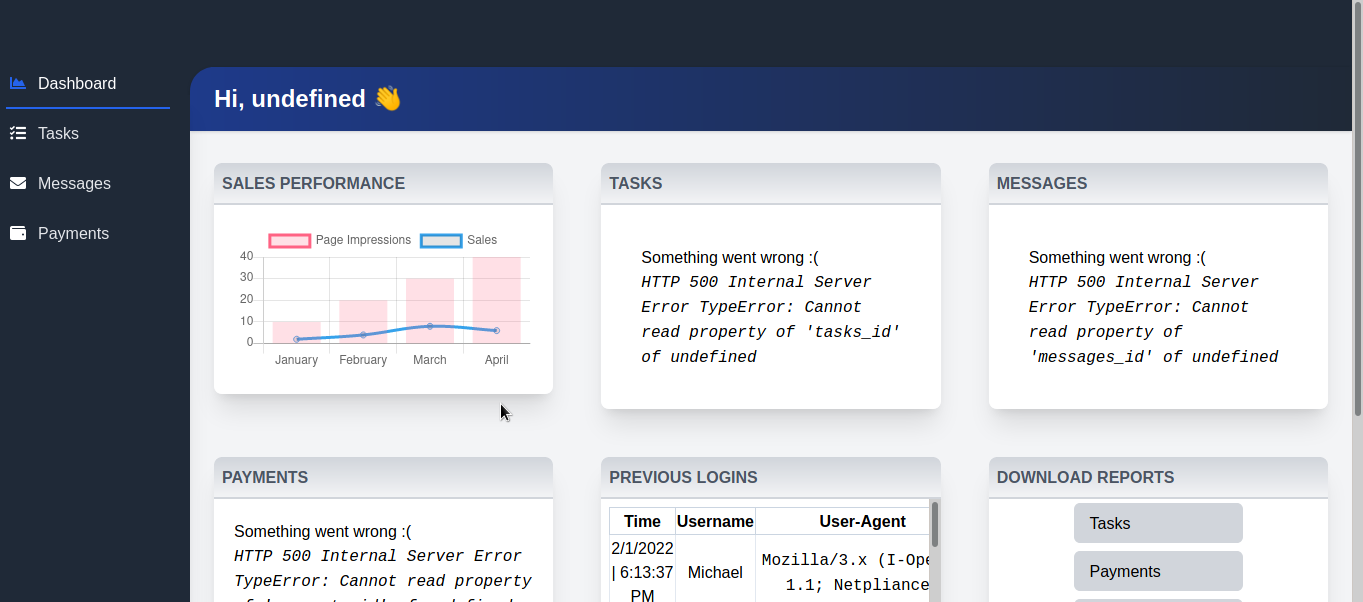 Dashboard
Tasks
Messages
Payments
Hi, undefined 👋
SALES PERFORMANCE
Page Impressions Sales
40
30
20
10
0
January February March April
TASKS
Something went wrong :(
HTTP 500 Internal Server
Error TypeError: Cannot
read property of 'tasks_id'
of undefined
MESSAGES
Something went wrong :(
HTTP 500 Internal Server
Error TypeError: Cannot
read property of
'messages_id' of undefined
PAYMENTS
Something went wrong :(
HTTP 500 Internal Server Error
TypeError: Cannot read property
PREVIOUS LOGINS
Time Username User-Agent
2/1/2022
| 6:13:37
PM
Michael
Mozilla/3.x (I-Ope
1.1; Netpliance
DOWNLOAD REPORTS
Tasks
Payments